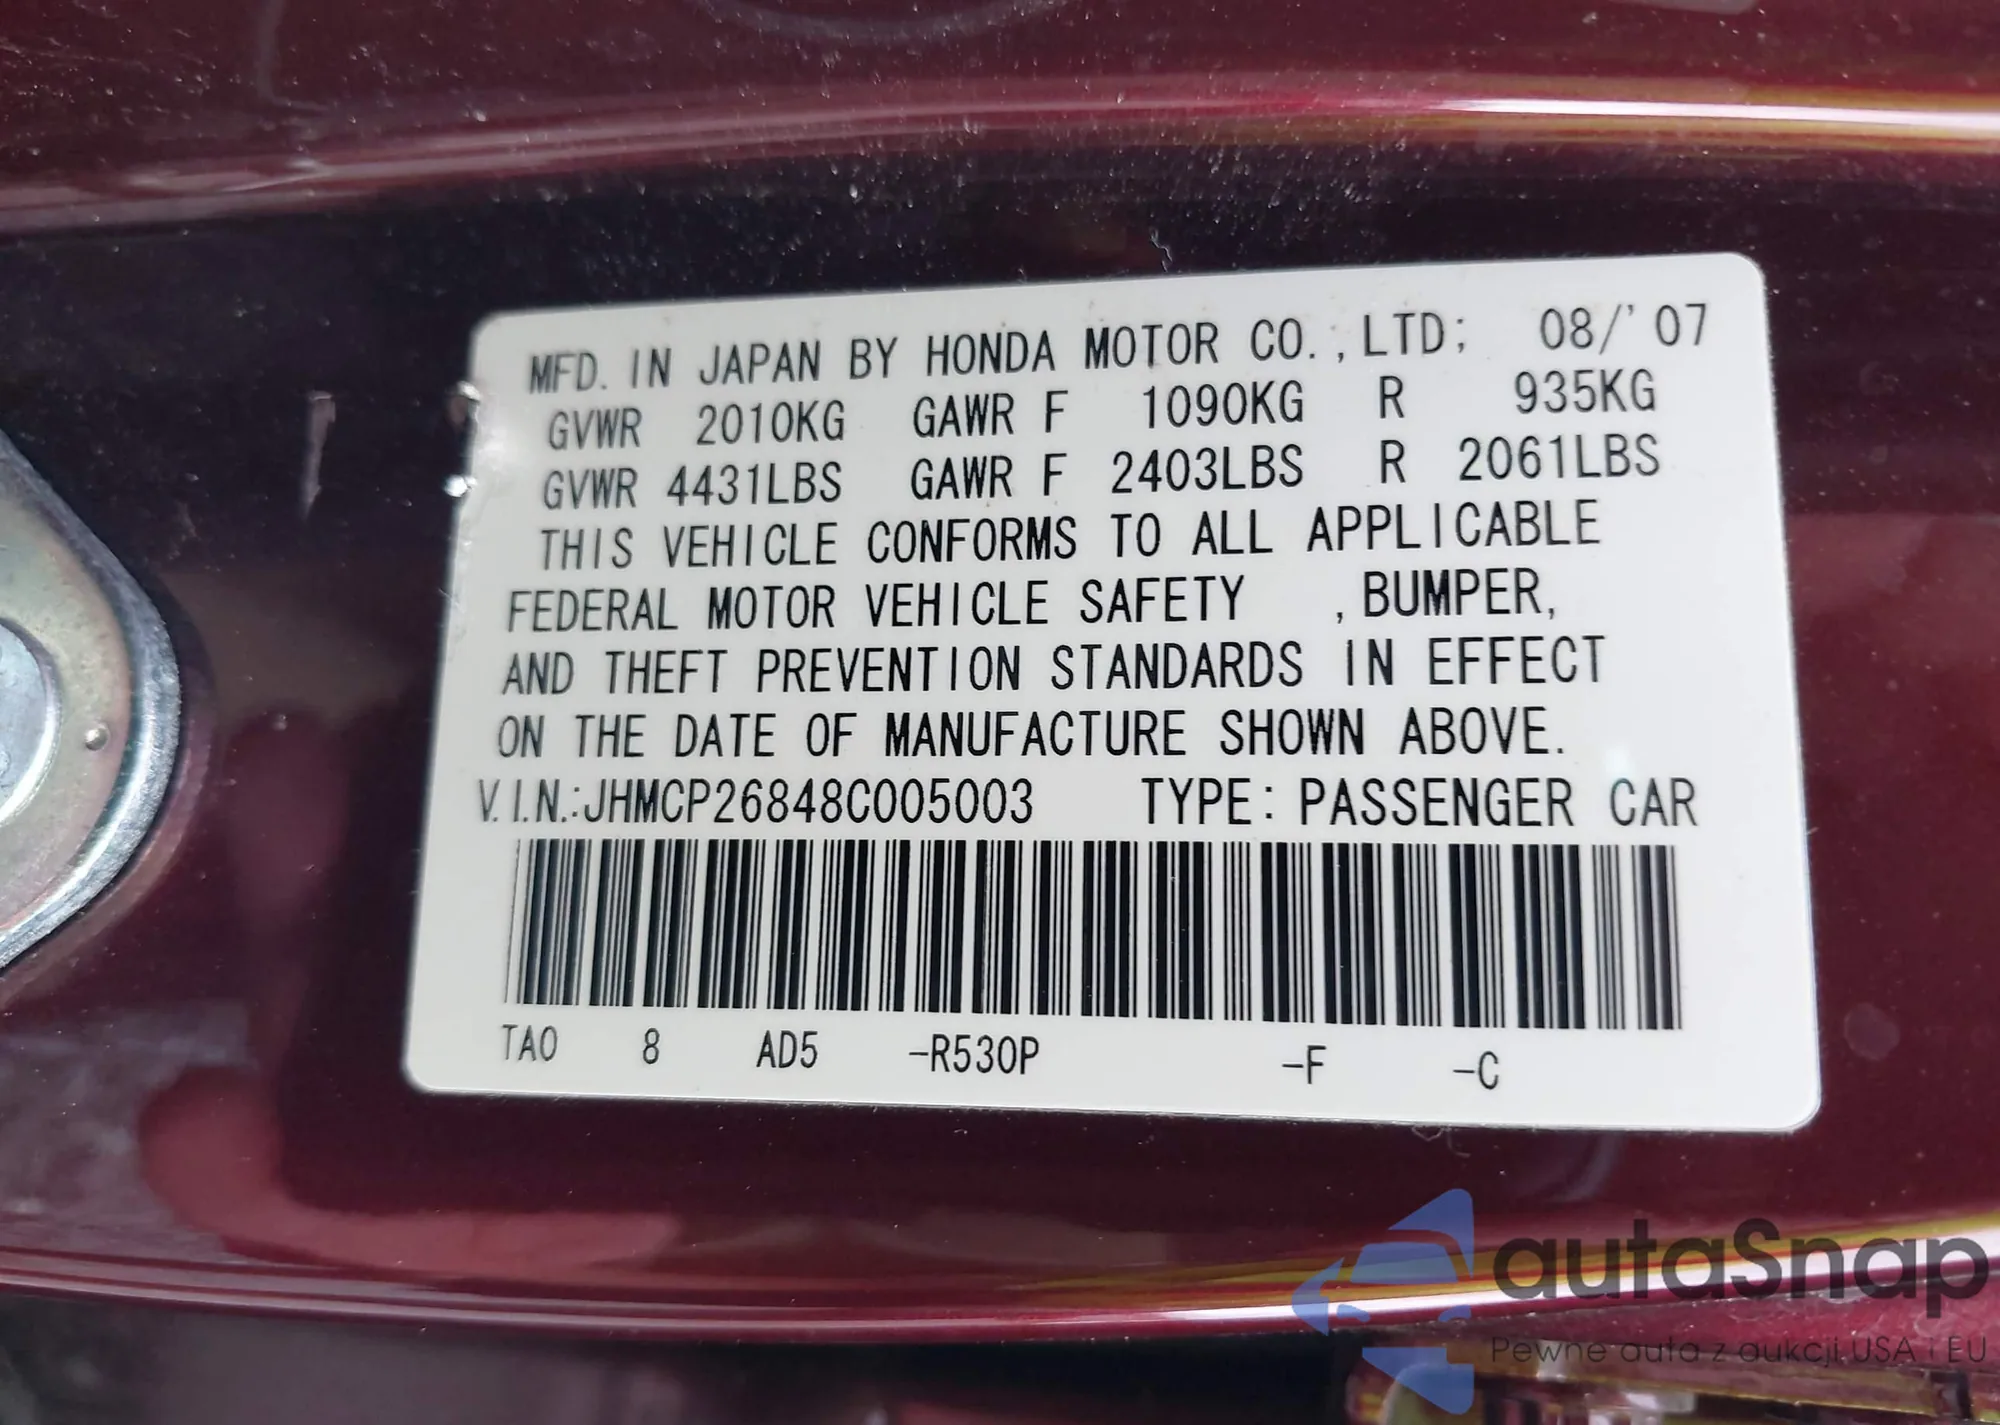 MFD. IN JAPAN BY HONDA MOTOR CO.,LTD; 08/'07
GVWR 2010KG GAWR F 1090KG R 935KG
GVWR 4431LBS GAWR F 2403LBS R 2061LBS
THIS VEHICLE CONFORMS TO ALL APPLICABLE
FEDERAL MOTOR VEHICLE SAFETY ,BUMPER,
AND THEFT PREVENTION STANDARDS IN EFFECT
ON THE DATE OF MANUFACTURE SHOWN ABOVE.
V.I.N.:JHMCP26848C005003 TYPE: PASSENGER CAR
TA0 8 AD5 -R530P -F -C
autaSnap
Pewne auta z aukcji USA i EU